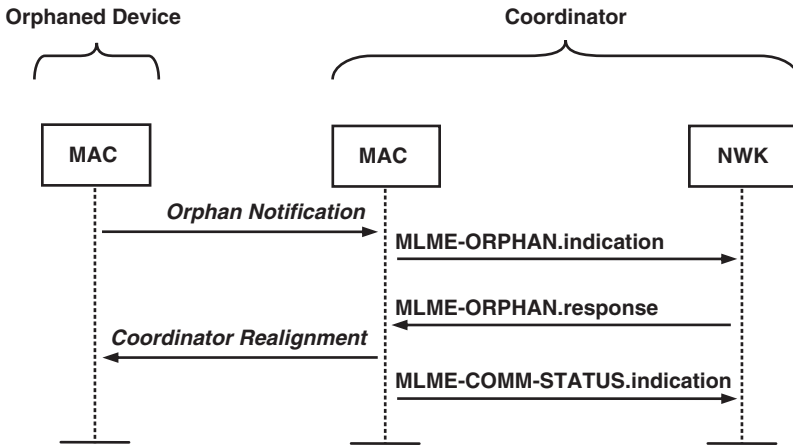 Orphaned Device
Coordinator
MAC
MAC
NWK
Orphan Notification
MLME-ORPHAN.indication
MLME-ORPHAN.response
Coordinator Realignment
MLME-COMM-STATUS.indication